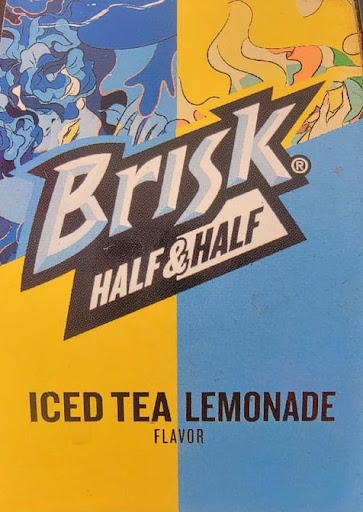 Brisk®
HALF & HALF
ICED TEA LEMONADE
FLAVOR